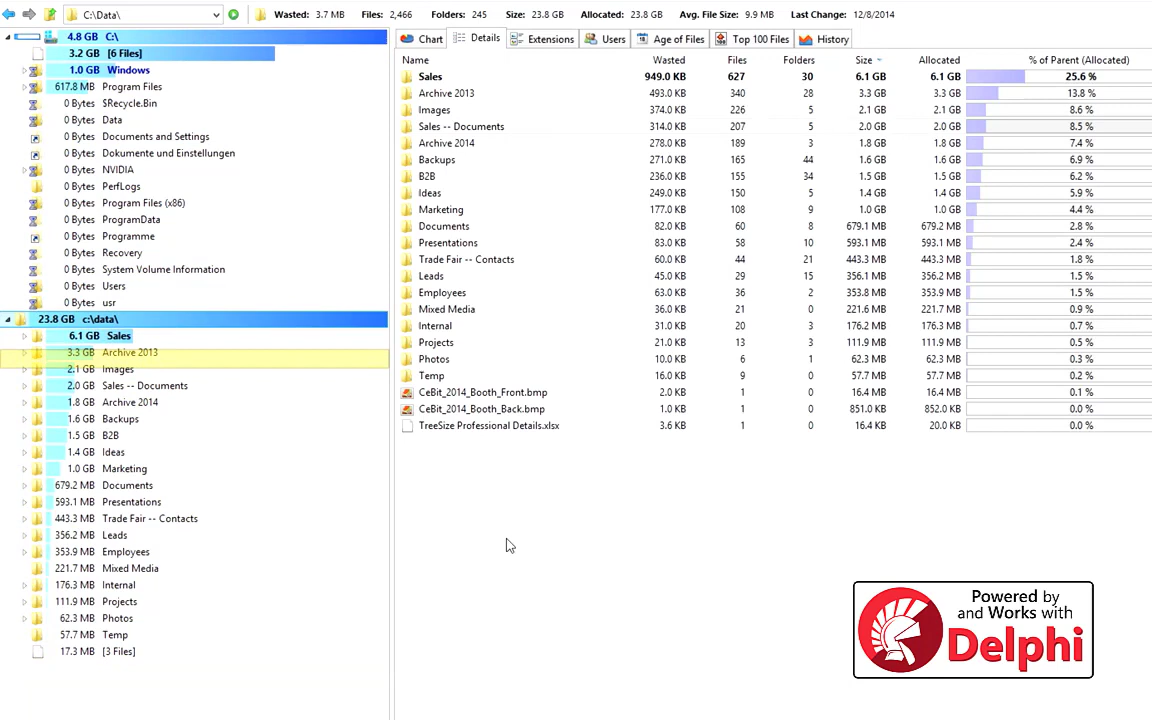 C:\Data\ Wasted: 3.7 MB Files: 2,466 Folders: 245 Size: 23.8 GB Allocated: 23.8 GB Avg. File Size: 9.9 MB Last Change: 12/8/2014
4.8 GB C:\
3.2 GB [6 Files]
1.0 GB Windows
617.8 MB Program Files
0 Bytes $Recycle.Bin
0 Bytes Data
0 Bytes Documents and Settings
0 Bytes Dokumente und Einstellungen
0 Bytes NVIDIA
0 Bytes PerfLogs
0 Bytes Program Files (x86)
0 Bytes ProgramData
0 Bytes Programme
0 Bytes Recovery
0 Bytes System Volume Information
0 Bytes Users
0 Bytes usr
23.8 GB c:\data\
6.1 GB Sales
3.3 GB Archive 2013
2.1 GB Images
2.0 GB Sales -- Documents
1.8 GB Archive 2014
1.6 GB Backups
1.5 GB B2B
1.4 GB Ideas
1.0 GB Marketing
679.2 MB Documents
593.1 MB Presentations
443.3 MB Trade Fair -- Contacts
356.2 MB Leads
353.9 MB Employees
221.7 MB Mixed Media
176.3 MB Internal
111.9 MB Projects
62.3 MB Photos
57.7 MB Temp
17.3 MB [3 Files]
Chart Details Extensions Users Age of Files Top 100 Files History
Name Wasted Files Folders Size Allocated % of Parent (Allocated)
Sales 949.0 KB 627 30 6.1 GB 6.1 GB 25.6 %
Archive 2013 493.0 KB 340 28 3.3 GB 3.3 GB 13.8 %
Images 374.0 KB 226 5 2.1 GB 2.1 GB 8.6 %
Sales -- Documents 314.0 KB 207 5 2.0 GB 2.0 GB 8.5 %
Archive 2014 278.0 KB 189 3 1.8 GB 1.8 GB 7.4 %
Backups 271.0 KB 165 44 1.6 GB 1.6 GB 6.9 %
B2B 236.0 KB 155 34 1.5 GB 1.5 GB 6.2 %
Ideas 249.0 KB 150 5 1.4 GB 1.4 GB 5.9 %
Marketing 177.0 KB 108 9 1.0 GB 1.0 GB 4.4 %
Documents 82.0 KB 60 8 679.1 MB 679.2 MB 2.8 %
Presentations 83.0 KB 58 10 593.1 MB 593.1 MB 2.4 %
Trade Fair -- Contacts 60.0 KB 44 21 443.3 MB 443.3 MB 1.8 %
Leads 45.0 KB 29 15 356.1 MB 356.2 MB 1.5 %
Employees 63.0 KB 36 2 353.8 MB 353.9 MB 1.5 %
Mixed Media 36.0 KB 21 0 221.6 MB 221.7 MB 0.9 %
Internal 31.0 KB 20 3 176.2 MB 176.3 MB 0.7 %
Projects 21.0 KB 13 3 111.9 MB 111.9 MB 0.5 %
Photos 10.0 KB 6 1 62.3 MB 62.3 MB 0.3 %
Temp 16.0 KB 9 1 57.7 MB 57.7 MB 0.2 %
CeBit_2014_Booth_Front.bmp 2.0 KB 1 0 16.4 MB 16.4 MB 0.1 %
CeBit_2014_Booth_Back.bmp 1.0 KB 1 0 851.0 KB 852.0 KB 0.0 %
TreeSize Professional Details.xlsx 3.6 KB 1 0 16.4 KB 20.0 KB 0.0 %
Powered by
and Works with
Delphi